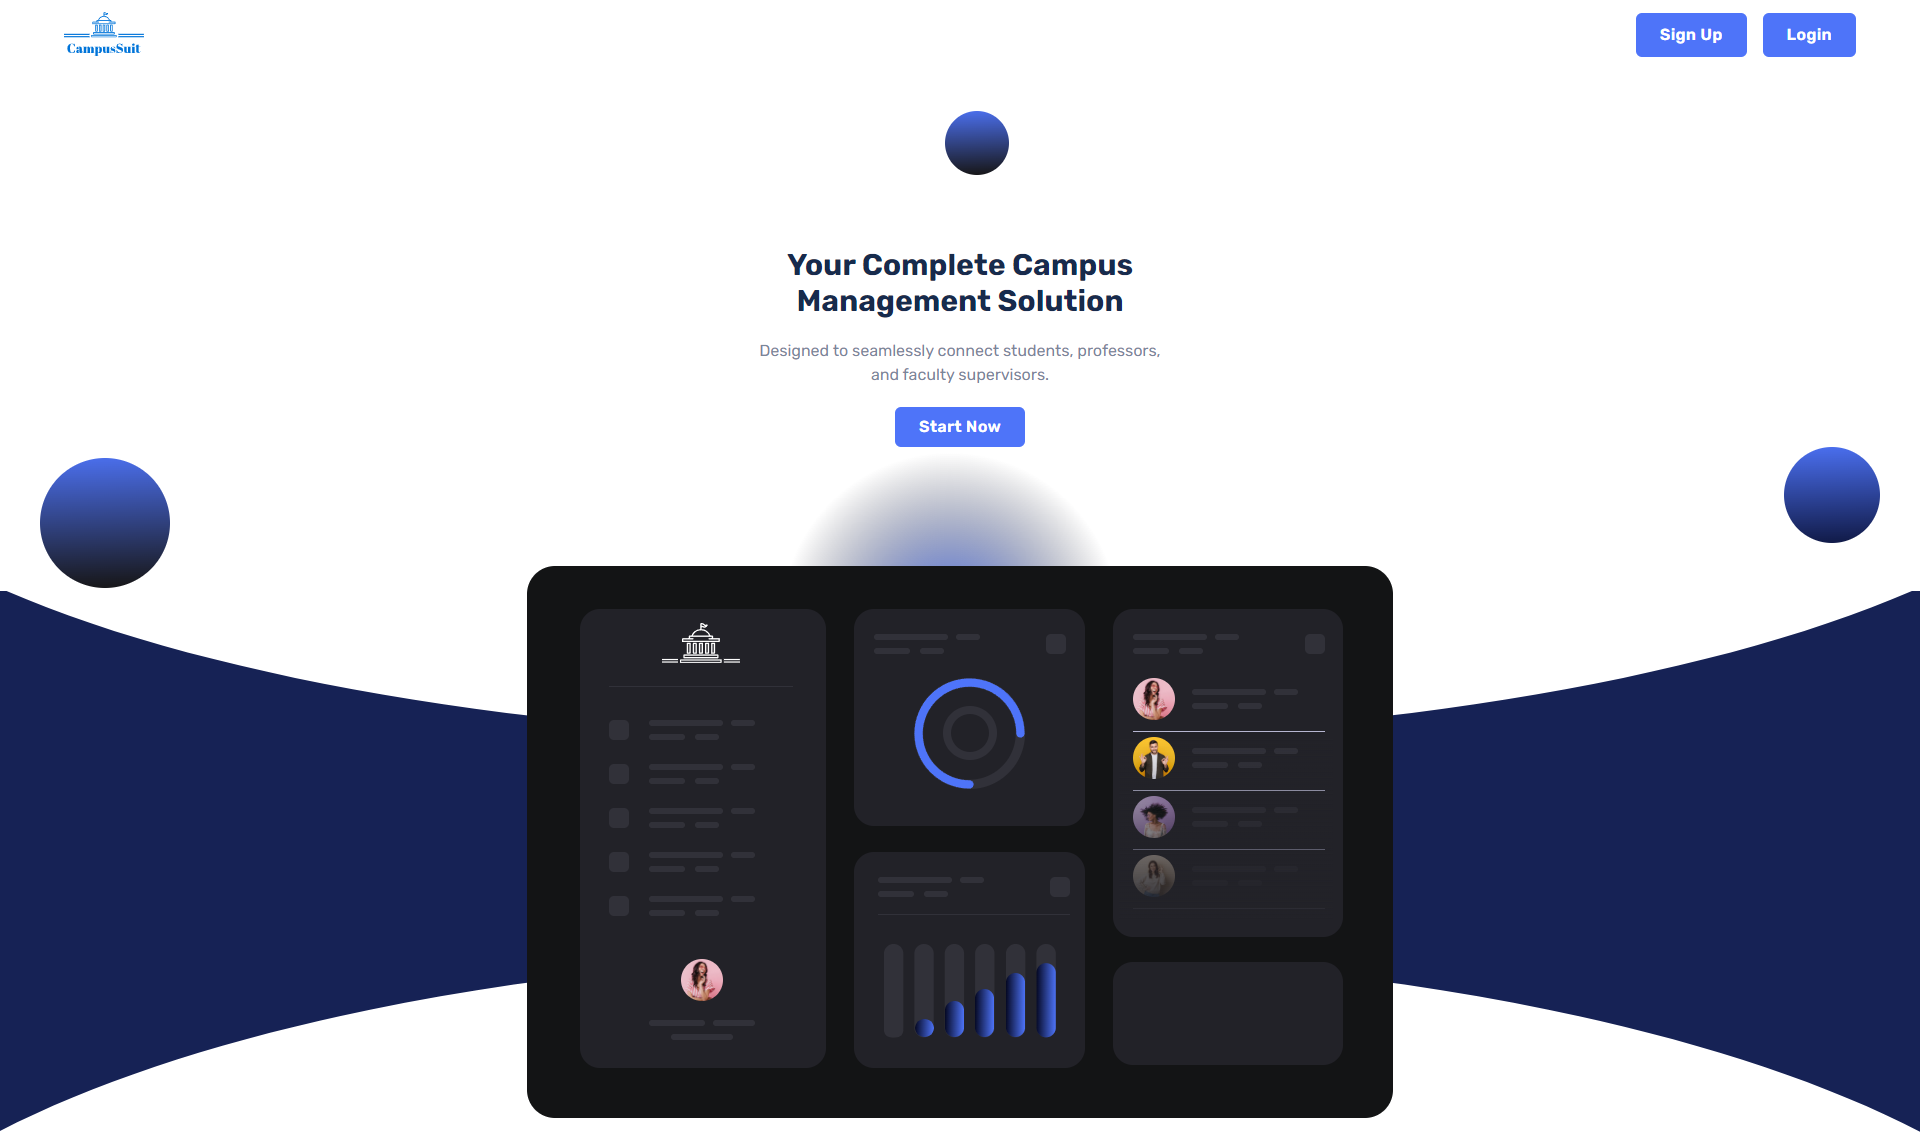 CampusSuit
Sign Up
Login
Your Complete Campus
Management Solution
Designed to seamlessly connect students, professors,
and faculty supervisors.
Start Now